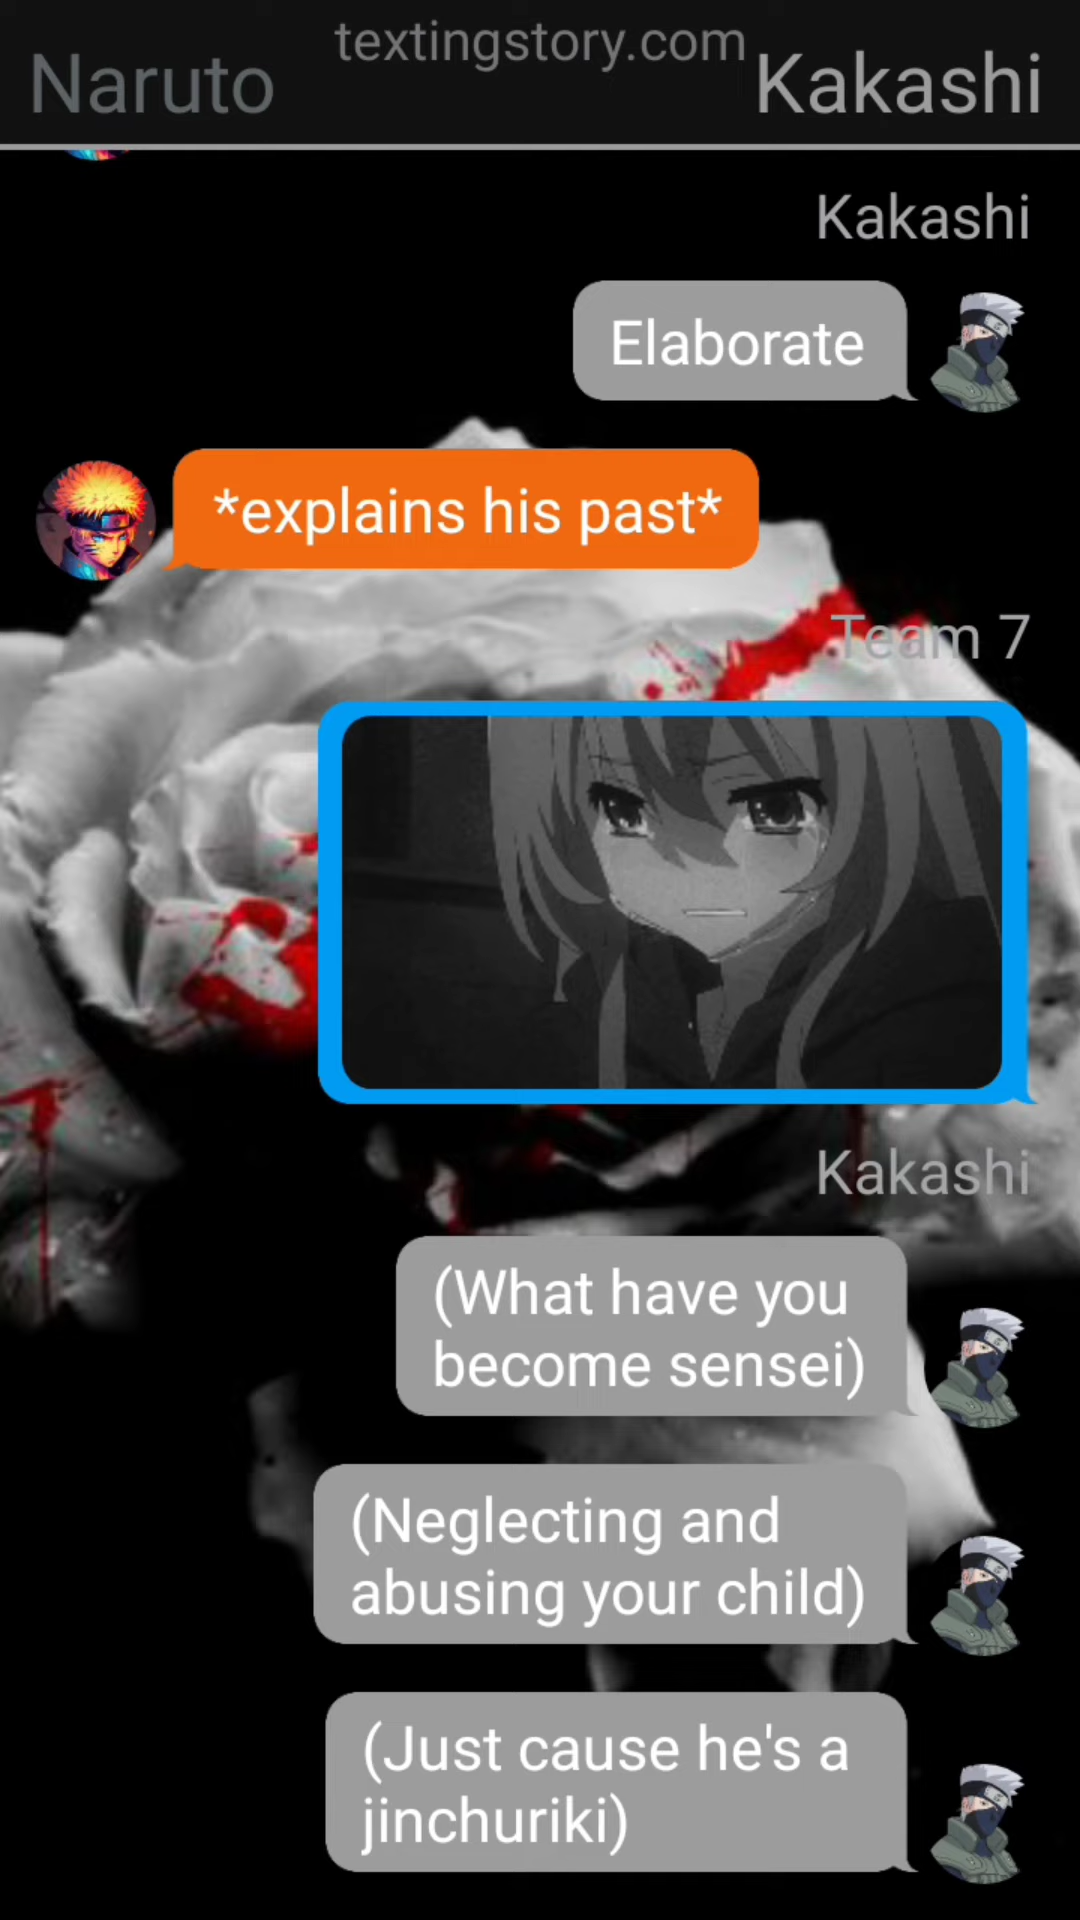 textingstory.com
Naruto
Kakashi
Kakashi
Elaborate
*explains his past*
Team 7
Kakashi
(What have you
become sensei)
(Neglecting and
abusing your child)
(Just cause he's a
jinchuriki)